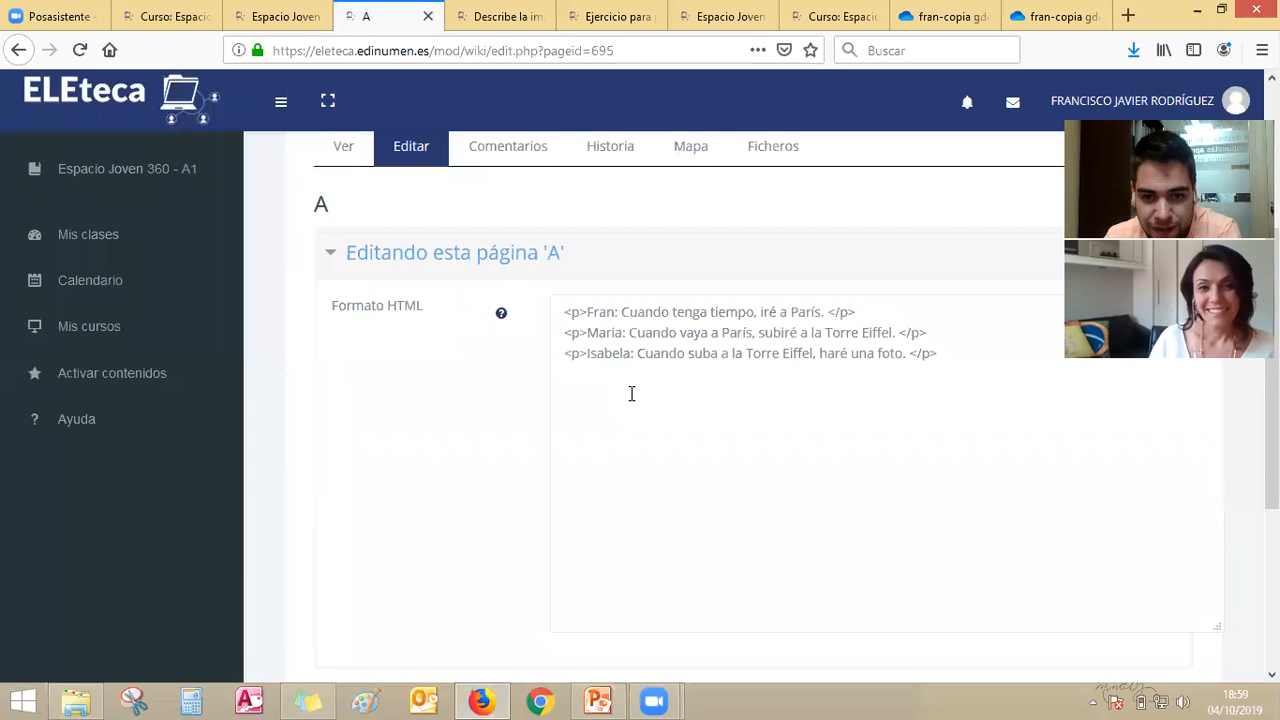 Posasistente
Curso: Espacio
Espacio Joven
A
Describe la im
Ejercicio para
Espacio Joven
Curso: Espacio
fran-copia gde
fran-copia gde
https://eleteca.edinumen.es/mod/wiki/edit.php?pageid=695
Buscar
ELEteca
FRANCISCO JAVIER RODRÍGUEZ
Espacio Joven 360 - A1
Mis clases
Calendario
Mis cursos
Activar contenidos
Ayuda
Ver
Editar
Comentarios
Historia
Mapa
Ficheros
A
Editando esta página 'A'
Formato HTML
<p>Fran: Cuando tenga tiempo, iré a París. </p>
<p>Maria: Cuando vaya a París, subiré a la Torre Eiffel. </p>
<p>Isabela: Cuando suba a la Torre Eiffel, haré una foto. </p>
18:59
04/10/2019